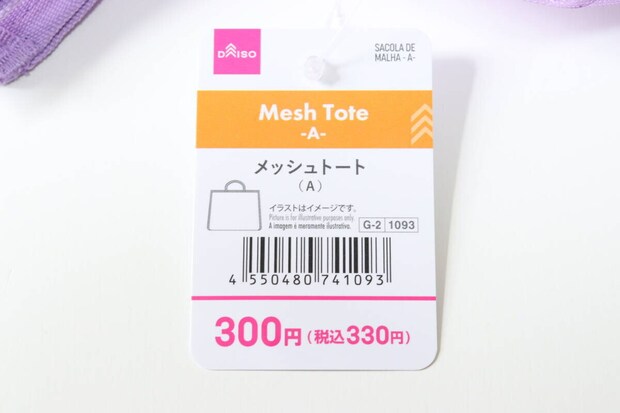 DAISO
SACOLA DE
MALHA - A-
Mesh Tote
-A-
メッシュトート
（A）
イラストはイメージです。
Picture is for illustrative purposes only.
A imagem é meramente ilustrativa.
G-2 1093
4 550480 741093
300円(税込330円)